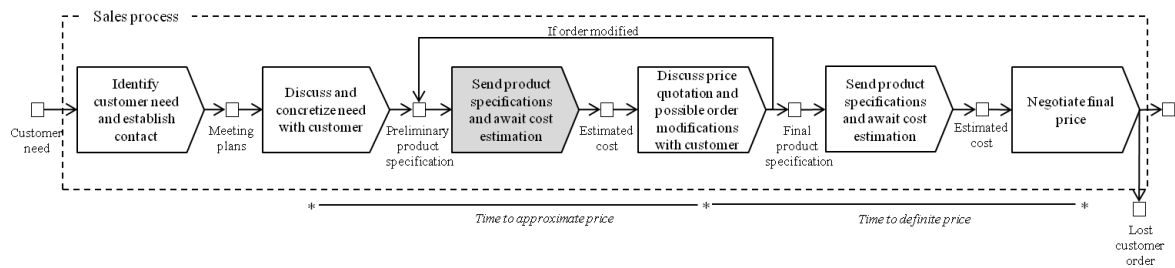 Sales process
If order modified
Identify
customer need
and establish
contact
Discuss and
concretize need
with customer
Send product
specifications
and await cost
estimation
Discuss price
quotation and
possible order
modifications
with customer
Send product
specifications
and await cost
estimation
Negotiate final
price
Customer
need
Meeting
plans
Preliminary
product
specification
Estimated
cost
Final
product
specification
Estimated
cost
* * *
Time to approximate price
Time to definite price
Lost
customer
order